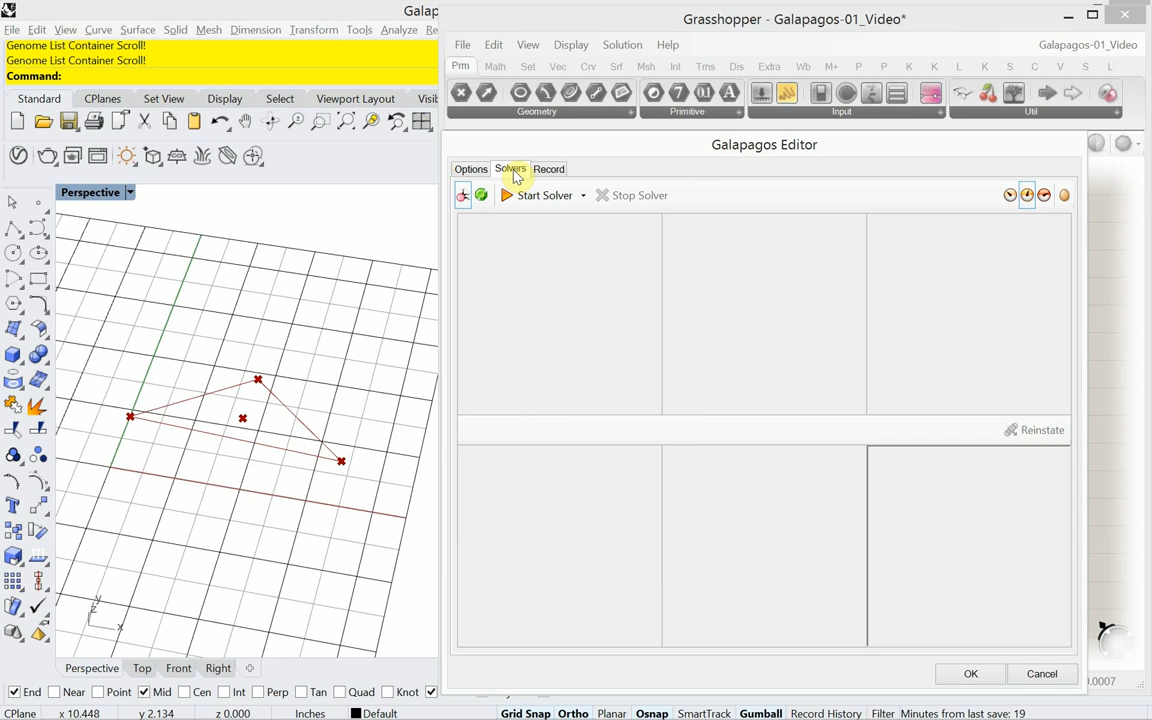 Galap
File Edit View Curve Surface Solid Mesh Dimension Transform Tools Analyze Re
Genome List Container Scroll!
Genome List Container Scroll!
Command:
Standard CPlanes Set View Display Select Viewport Layout Visib
Perspective
z y x
Perspective Top Front Right
End Near Point Mid Cen Int Perp Tan Quad Knot
CPlane x 10.448 y 2.134 z 0.000 Inches Default Grid Snap Ortho Planar Osnap SmartTrack Gumball Record History Filter Minutes from last save: 19
Grasshopper - Galapagos-01_Video*
File Edit View Display Solution Help Galapagos-01_Video
Prm Math Set Vec Crv Srf Msh Int Trns Dis Extra Wb M+ P P K K L K S C V S L
Geometry Primitive Input Util
Galapagos Editor
Options Solvers Record
Start Solver Stop Solver
Reinstate
OK Cancel
0.0007